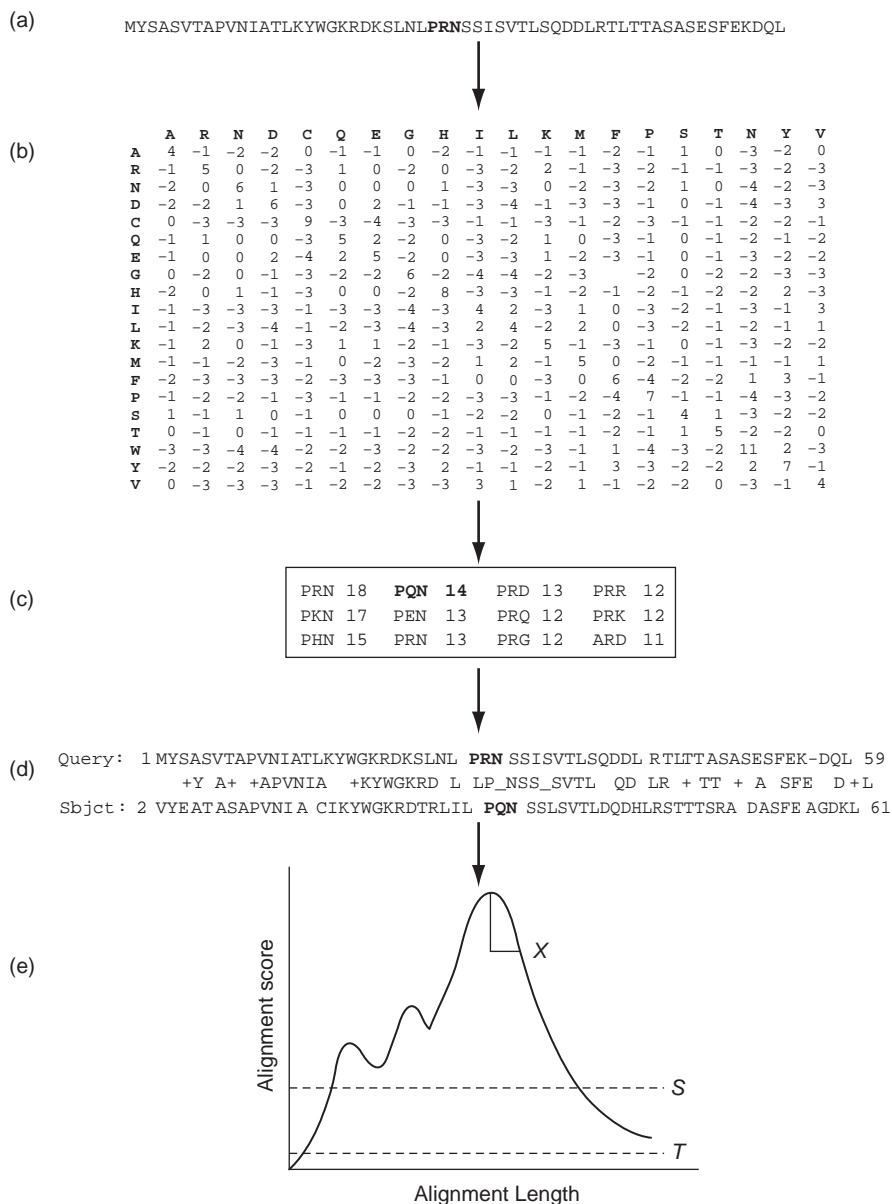 (a)
MYSASVTAPVNIATLKYWGKRDKSLNLPRNSSISVTLSQDDLRTLTTASASESFEKDQL
(b)
A R N D C Q E G H I L K M F P S T N Y V
A 4 -1 -2 -2 0 -1 -1 0 -2 -1 -1 -1 -1 -2 -1 1 0 -3 -2 0
R -1 5 0 -2 -3 1 0 -2 0 -3 -2 2 -1 -3 -2 -1 -1 -3 -2 -3
N -2 0 6 1 -3 0 0 0 1 -3 -3 0 -2 -3 -2 1 0 -4 -2 -3
D -2 -2 1 6 -3 0 2 -1 -1 -3 -4 -1 -3 -3 -1 0 -1 -4 -3 3
C 0 -3 -3 -3 9 -3 -4 -3 -3 -1 -1 -3 -1 -2 -3 -1 -1 -2 -2 -1
Q -1 1 0 0 -3 5 2 -2 0 -3 -2 1 0 -3 -1 0 -1 -2 -1 -2
E -1 0 0 2 -4 2 5 -2 0 -3 -3 1 -2 -3 -1 0 -1 -3 -2 -2
G 0 -2 0 -1 -3 -2 -2 6 -2 -4 -4 -2 -3 -2 0 -2 -2 -3 -3
H -2 0 1 -1 -3 0 0 -2 8 -3 -3 -1 -2 -1 -2 -1 -2 -2 2 -3
I -1 -3 -3 -3 -1 -3 -3 -4 -3 4 2 -3 1 0 -3 -2 -1 -3 -1 3
L -1 -2 -3 -4 -1 -2 -3 -4 -3 2 4 -2 2 0 -3 -2 -1 -2 -1 1
K -1 2 0 -1 -3 1 1 -2 -1 -3 -2 5 -1 -3 -1 0 -1 -3 -2 -2
M -1 -1 -2 -3 -1 0 -2 -3 -2 1 2 -1 5 0 -2 -1 -1 -1 -1 1
F -2 -3 -3 -3 -2 -3 -3 -3 -1 0 0 -3 0 6 -4 -2 -2 1 3 -1
P -1 -2 -2 -1 -3 -1 -1 -2 -2 -3 -3 -1 -2 -4 7 -1 -1 -4 -3 -2
S 1 -1 1 0 -1 0 0 0 -1 -2 -2 0 -1 -2 -1 4 1 -3 -2 -2
T 0 -1 0 -1 -1 -1 -1 -2 -2 -1 -1 -1 -1 -2 -1 1 5 -2 -2 0
W -3 -3 -4 -4 -2 -2 -3 -2 -2 -3 -2 -3 -1 1 -4 -3 -2 11 2 -3
Y -2 -2 -2 -3 -2 -1 -2 -3 2 -1 -1 -2 -1 3 -3 -2 -2 2 7 -1
V 0 -3 -3 -3 -1 -2 -2 -3 -3 3 1 -2 1 -1 -2 -2 0 -3 -1 4
(c)
PRN 18 PQN 14 PRD 13 PRR 12
PKN 17 PEN 13 PRQ 12 PRK 12
PHN 15 PRN 13 PRG 12 ARD 11
(d)
Query: 1 MYSASVTAPVNIATLKYWGKRDKSLNL PRN SSISVTLSQDDL RTLTTASASESFEK-DQL 59
+Y A+ +APVNIA +KYWGKRD L LP_NSS_SVTL QD LR + TT + A SFE D+L
Sbjct: 2 VYEATASAPVNIA CIKYWGKRDTRLIL PQN SSLSVTLDQDHLRSTTTSRA DASFEAGDKL 61
(e)
Alignment score
X
S
T
Alignment Length